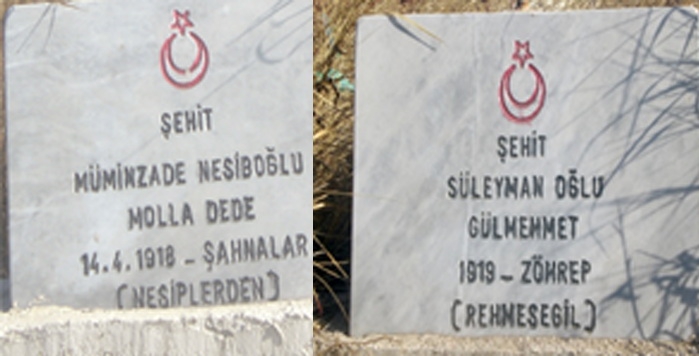 ŞEHİT
MÜMİNZADE NESİBOĞLU
MOLLA DEDE
14.4.1918 - ŞAHNALAR
(NESİPLERDEN)
ŞEHİT
SÜLEYMAN OĞLU
GÜLMEHMET
1919 - ZÖHREP
(REHMEŞEGİL)